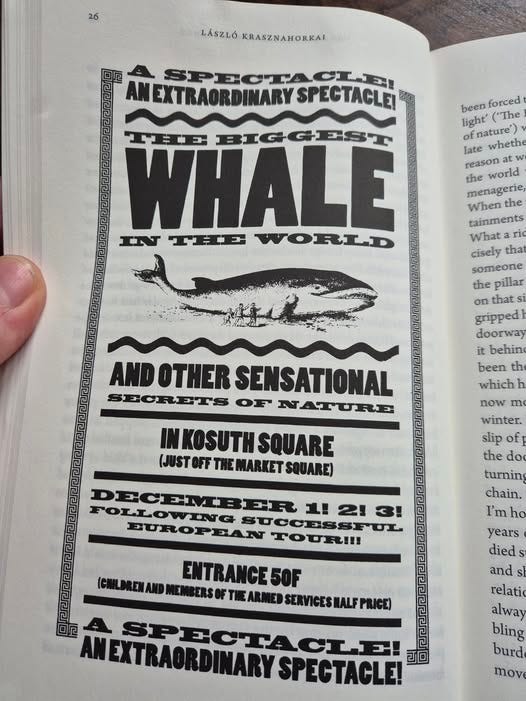 26
LÁSZLÓ KRASZNAHORKAI
A SPECTACLE!
AN EXTRAORDINARY SPECTACLE!
THE BIGGEST
WHALE
IN THE WORLD
AND OTHER SENSATIONAL
SECRETS OF NATURE
IN KOSUTH SQUARE
(JUST OFF THE MARKET SQUARE)
DECEMBER 1! 2! 3!
FOLLOWING SUCCESSFUL
EUROPEAN TOUR!!!
ENTRANCE 50F
(CHILDREN AND MEMBERS OF THE ARMED SERVICES HALF PRICE)
A SPECTACLE!
AN EXTRAORDINARY SPECTACLE!
been forced
light' ('The
of nature')
late whethe
reason at w
the world
menagerie,
When the
tainments
What a ric
cisely that
someone
the pillar
on that si
gripped h
doorway
it behin
been the
which h
now mo
winter.
slip of p
the doo
turning
chain.
I'm ho
years
died s
and sh
relatio
alway
bling
burde
move